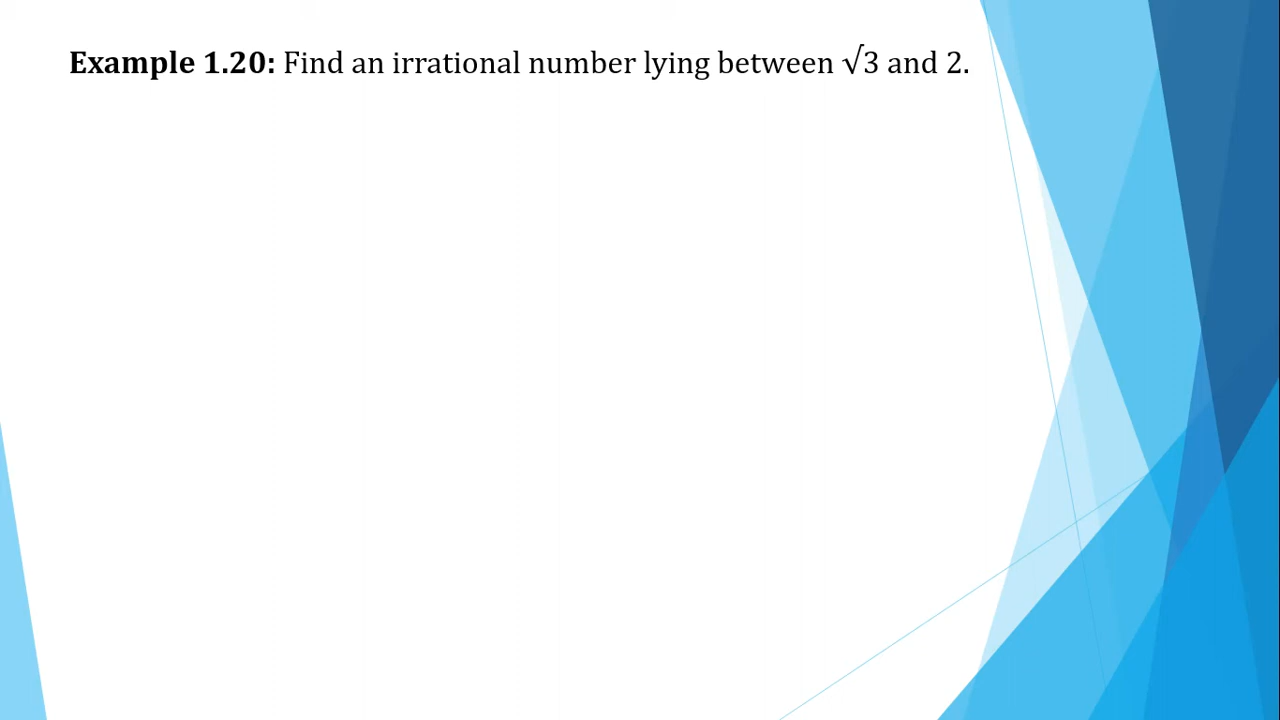 Example 1.20: Find an irrational number lying between √3 and 2.